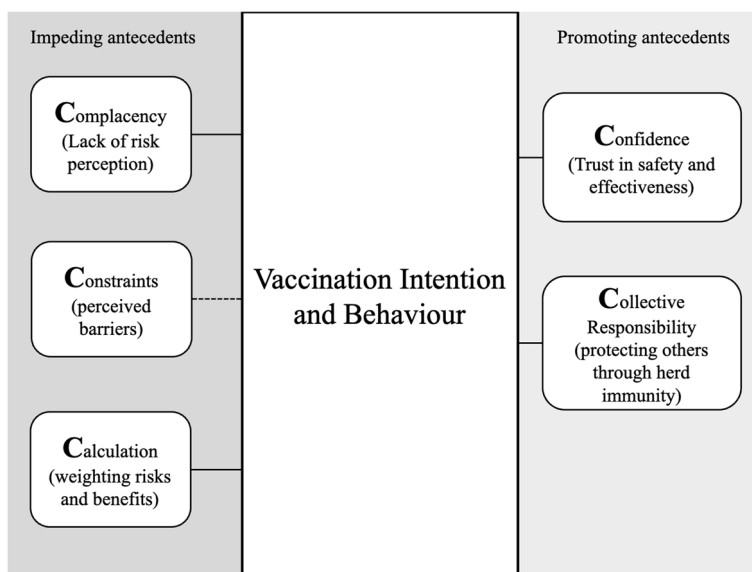 Impeding antecedents
Complacency
(Lack of risk
perception)
Constraints
(perceived
barriers)
Calculation
(weighting risks
and benefits)
Vaccination Intention
and Behaviour
Promoting antecedents
Confidence
(Trust in safety and
effectiveness)
Collective
Responsibility
(protecting others
through herd
immunity)